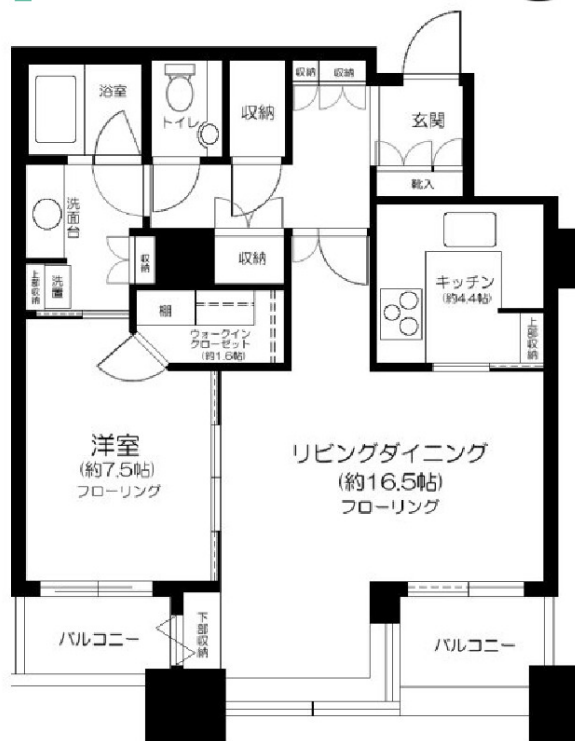 収納
収納
浴室
トイレ
収納
玄関
靴入
洗面台
収納
収納
上部収納
洗置
キッチン
(約4.4帖)
上部収納
棚
ウォークイン
クローゼット
(約1.6帖)
洋室
(約7.5帖)
フローリング
リビングダイニング
(約16.5帖)
フローリング
バルコニー
下部収納
バルコニー